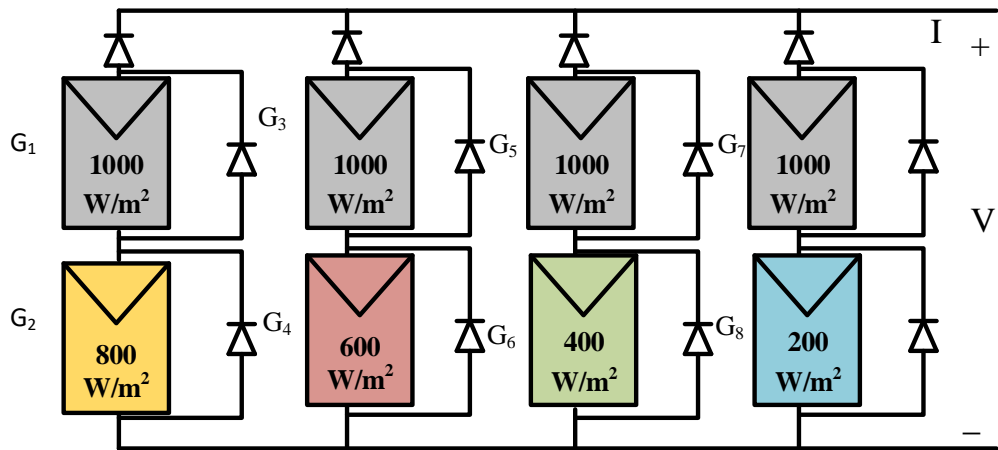 I
+
G₃
G₁
1000
W/m²
1000
W/m²
G₅
1000
W/m²
G₇
1000
W/m²
V
G₂
800
W/m²
G₄
600
W/m²
G₆
400
W/m²
G₈
200
W/m²
−